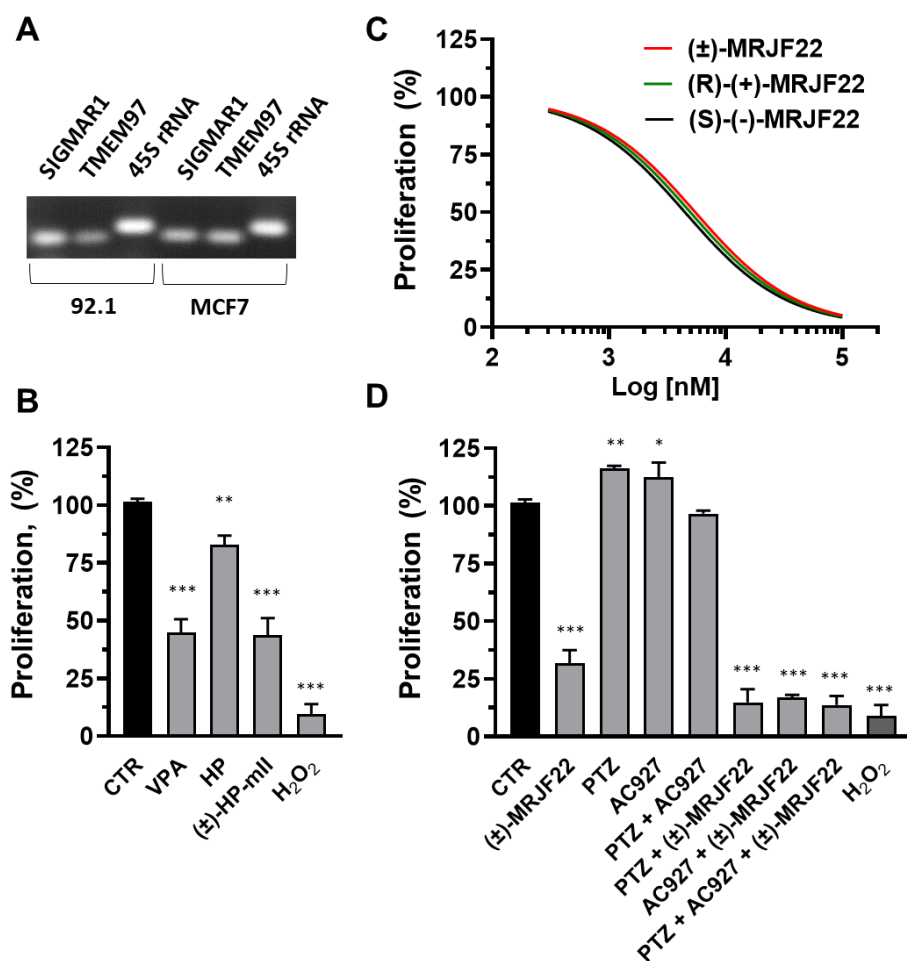 A
SIGMAR1
TMEM97
45S rRNA
SIGMAR1
TMEM97
45S rRNA
92.1
MCF7
C
Proliferation (%)
125
100
75
50
25
0
2
3
4
5
Log [nM]
(±)-MRJF22
(R)-(+)-MRJF22
(S)-(-)-MRJF22
B
Proliferation, (%)
125
100
75
50
25
0
***
**
***
***
CTR
VPA
HP
(±)-HP-mII
H₂O₂
D
Proliferation (%)
125
100
75
50
25
0
***
**
*
***
***
***
***
CTR
(±)-MRJF22
PTZ
AC927
PTZ + AC927
PTZ + (±)-MRJF22
AC927 + (±)-MRJF22
PTZ + AC927 + (±)-MRJF22
H₂O₂